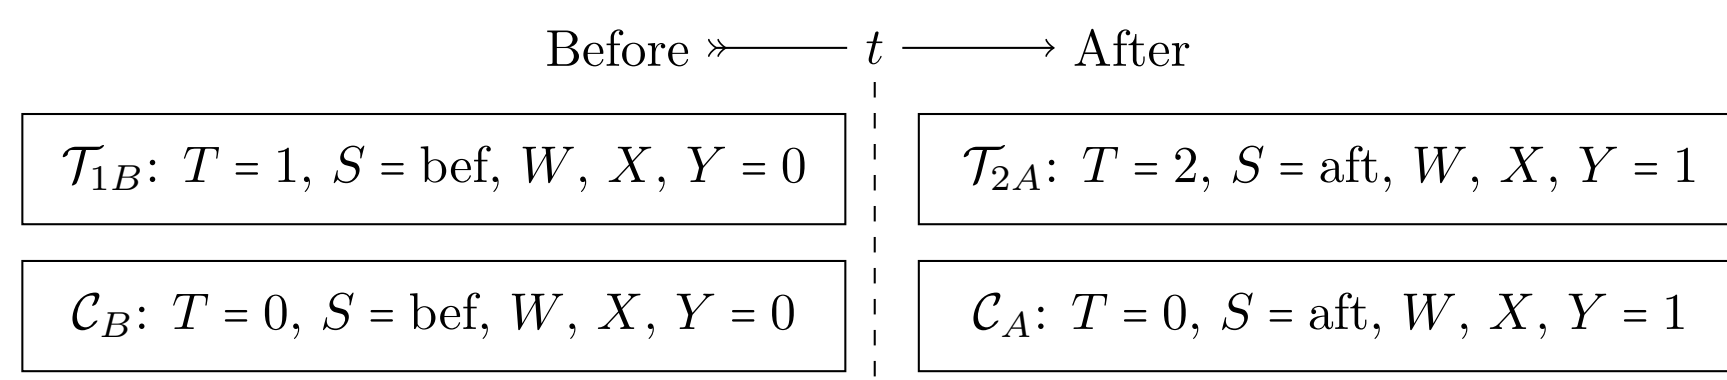 Before t After
𝒯₁B: T = 1, S = bef, W, X, Y = 0
𝒯₂A: T = 2, S = aft, W, X, Y = 1
𝒞B: T = 0, S = bef, W, X, Y = 0
𝒞A: T = 0, S = aft, W, X, Y = 1